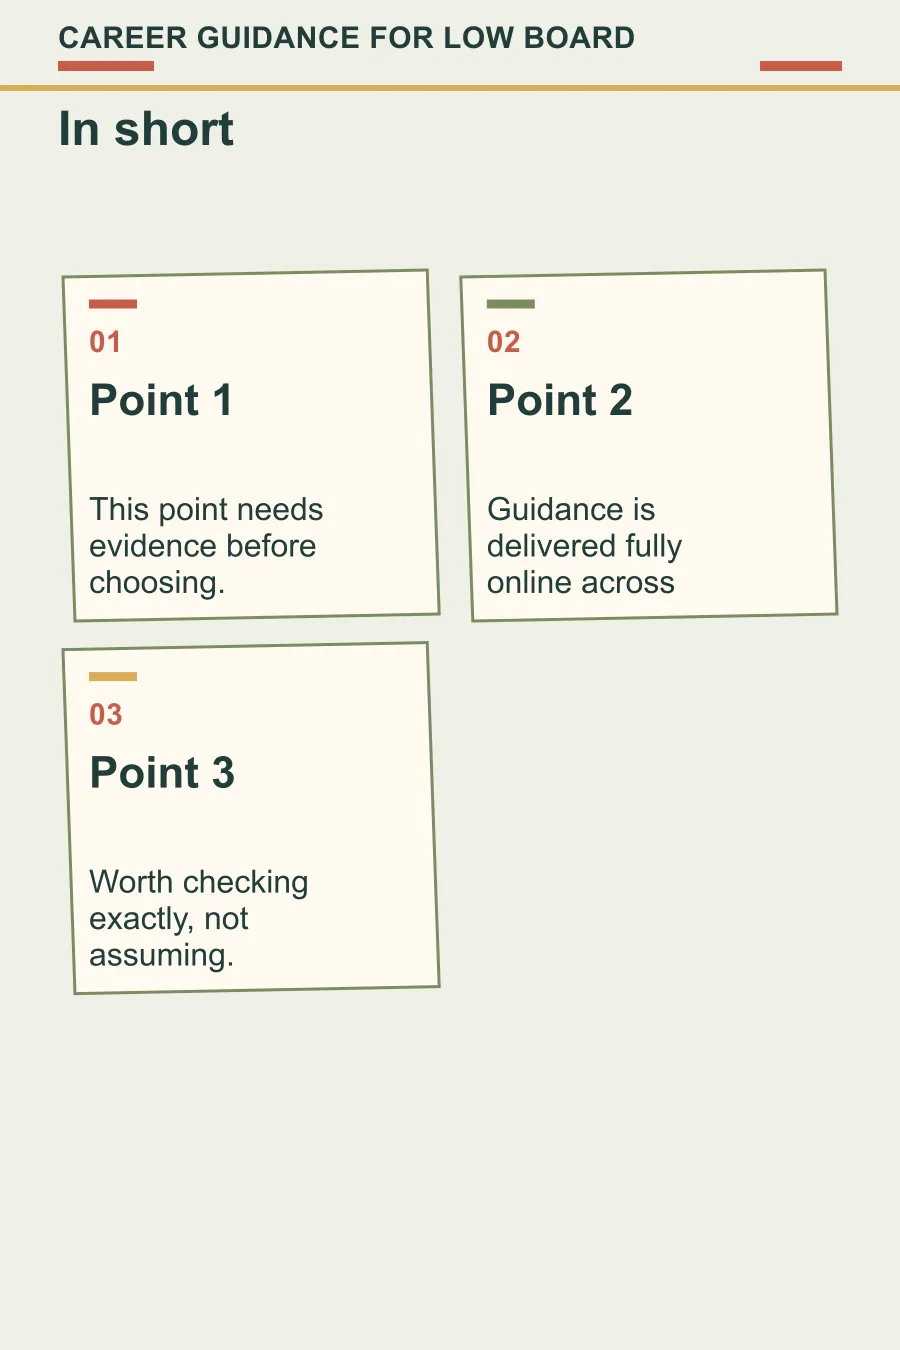 CAREER GUIDANCE FOR LOW BOARD
In short
01
Point 1
This point needs
evidence before
choosing.
02
Point 2
Guidance is
delivered fully
online across
03
Point 3
Worth checking
exactly, not
assuming.